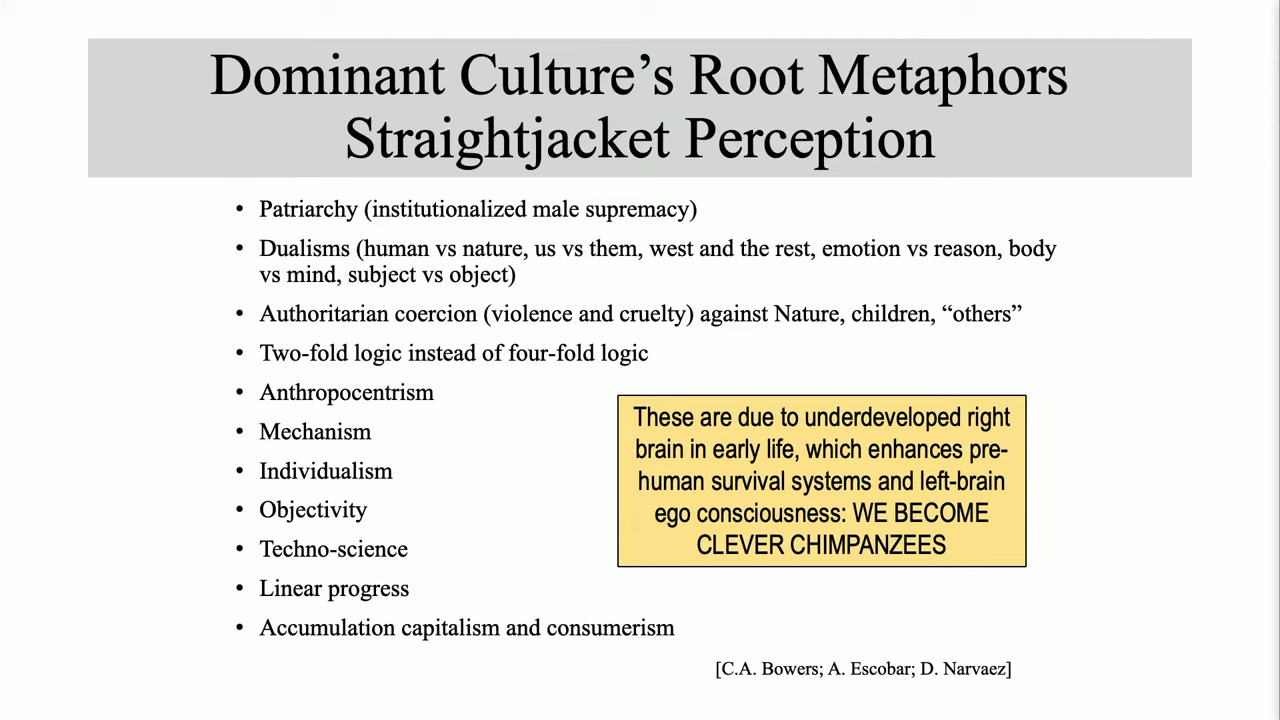 Dominant Culture’s Root Metaphors
Straightjacket Perception
• Patriarchy (institutionalized male supremacy)
• Dualisms (human vs nature, us vs them, west and the rest, emotion vs reason, body
vs mind, subject vs object)
• Authoritarian coercion (violence and cruelty) against Nature, children, “others”
• Two-fold logic instead of four-fold logic
• Anthropocentrism
• Mechanism
• Individualism
• Objectivity
• Techno-science
• Linear progress
• Accumulation capitalism and consumerism
These are due to underdeveloped right
brain in early life, which enhances pre-
human survival systems and left-brain
ego consciousness: WE BECOME
CLEVER CHIMPANZEES
[C.A. Bowers; A. Escobar; D. Narvaez]